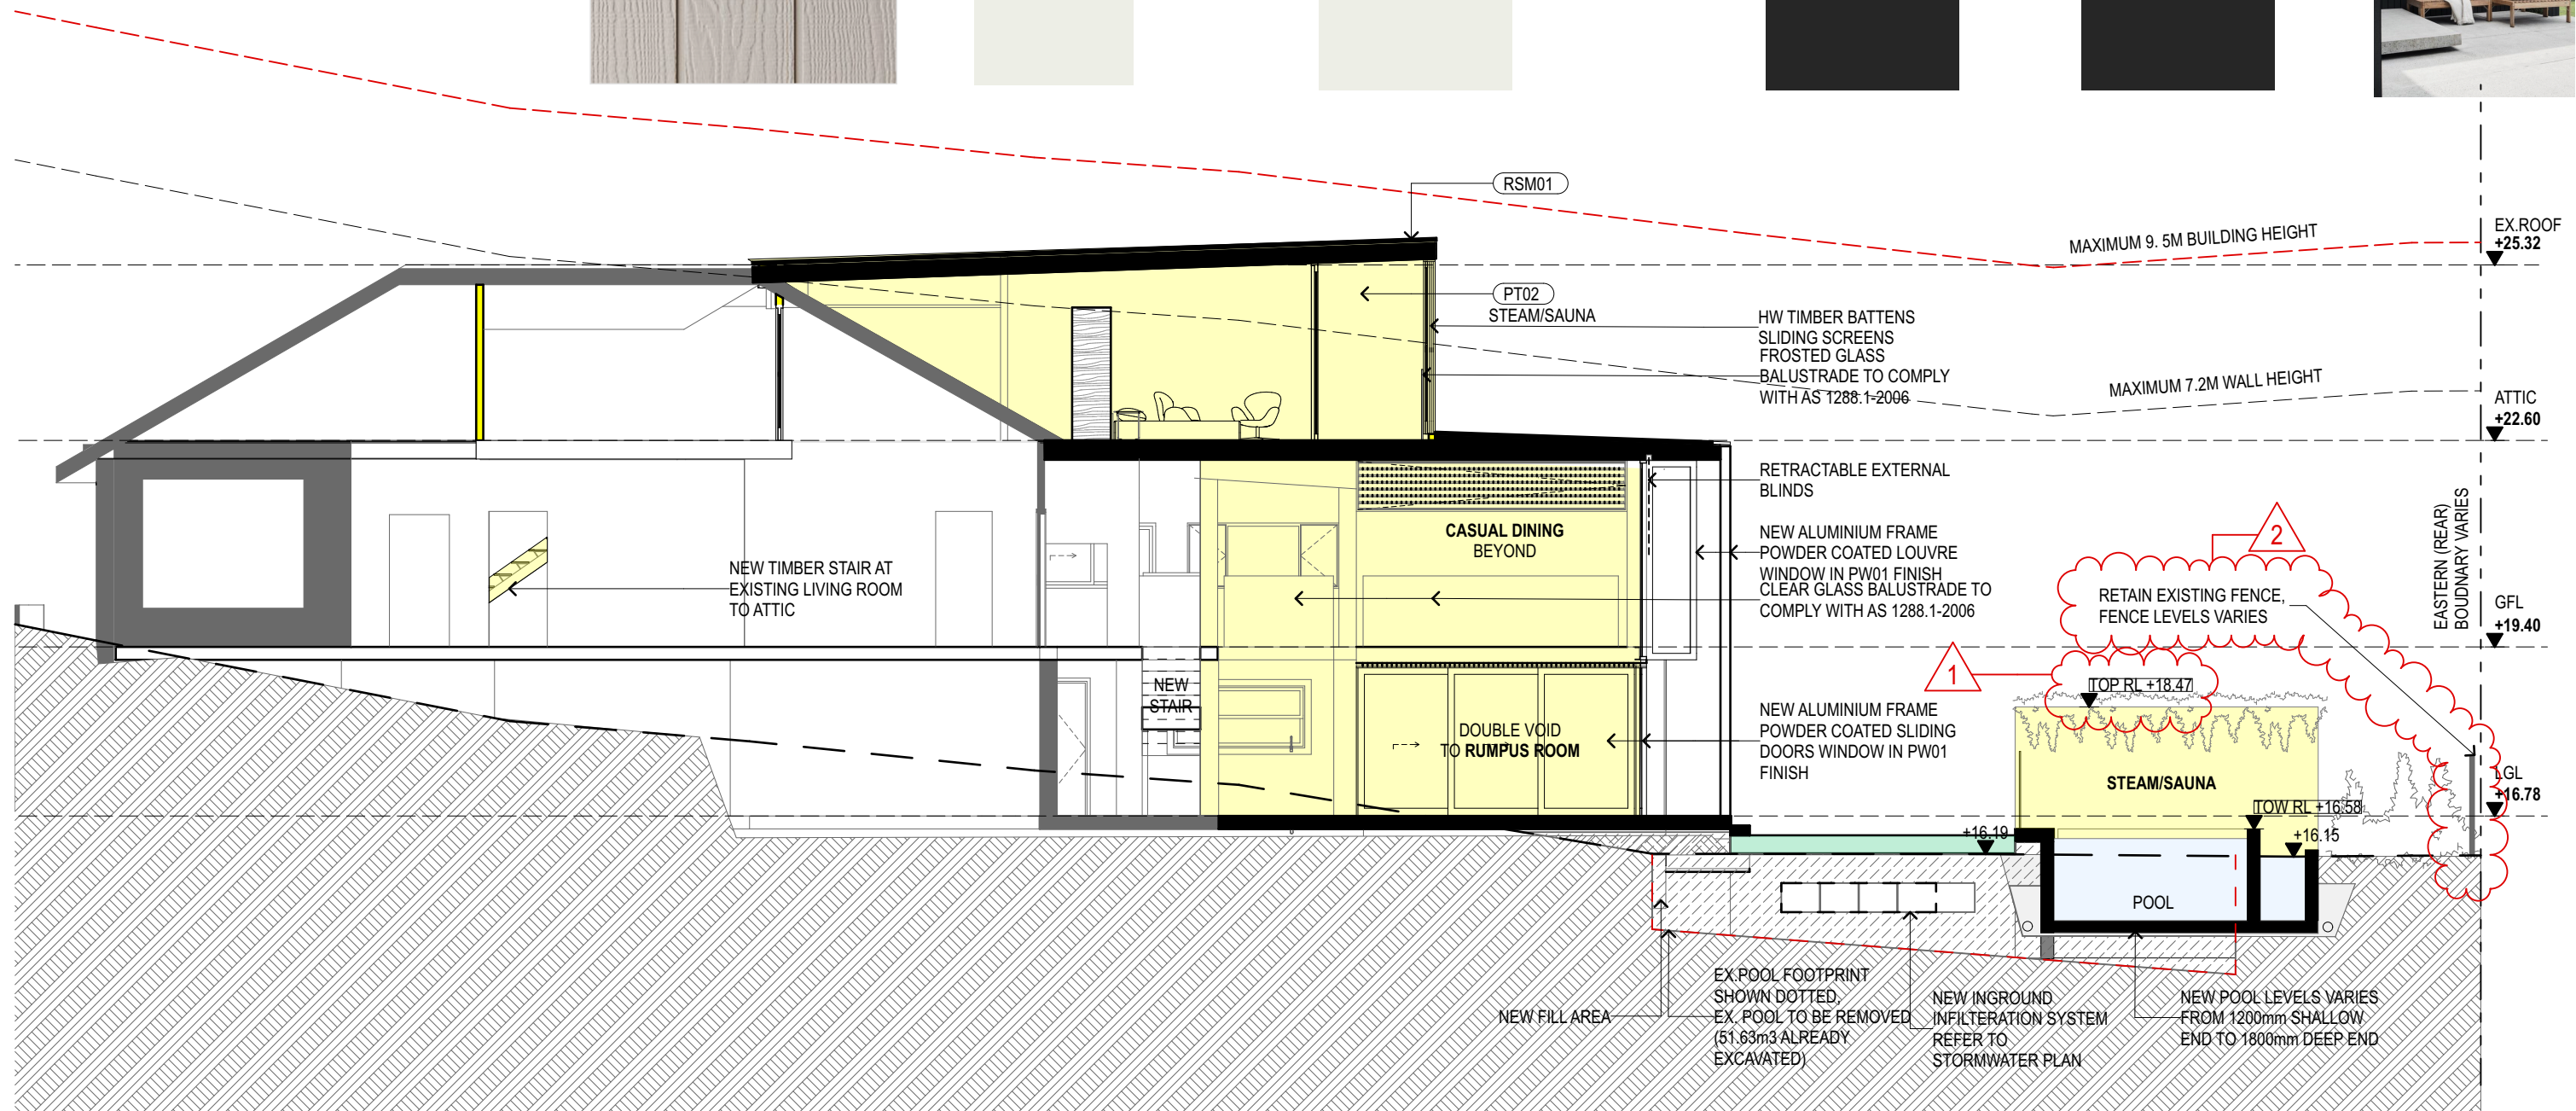 RSM01
MAXIMUM 9. 5M BUILDING HEIGHT
EX.ROOF
+25.32
PT02
STEAM/SAUNA
HW TIMBER BATTENS
SLIDING SCREENS
FROSTED GLASS
BALUSTRADE TO COMPLY
WITH AS 1288.1-2006
MAXIMUM 7.2M WALL HEIGHT
ATTIC
+22.60
RETRACTABLE EXTERNAL
BLINDS
CASUAL DINING
BEYOND
NEW ALUMINIUM FRAME
POWDER COATED LOUVRE
WINDOW IN PW01 FINISH
CLEAR GLASS BALUSTRADE TO
COMPLY WITH AS 1288.1-2006
NEW TIMBER STAIR AT
EXISTING LIVING ROOM
TO ATTIC
2
RETAIN EXISTING FENCE,
FENCE LEVELS VARIES
EASTERN (REAR)
BOUDNARY VARIES
GFL
+19.40
1
TOP RL +18.47
NEW
STAIR
DOUBLE VOID
TO RUMPUS ROOM
NEW ALUMINIUM FRAME
POWDER COATED SLIDING
DOORS WINDOW IN PW01
FINISH
STEAM/SAUNA
LGL
+16.78
TOW RL +16.58
+16.19
+16.15
POOL
NEW FILL AREA
EX.POOL FOOTPRINT
SHOWN DOTTED,
EX. POOL TO BE REMOVED
(51.63m3 ALREADY
EXCAVATED)
NEW INGROUND
INFILTERATION SYSTEM
REFER TO
STORMWATER PLAN
NEW POOL LEVELS VARIES
FROM 1200mm SHALLOW
END TO 1800mm DEEP END